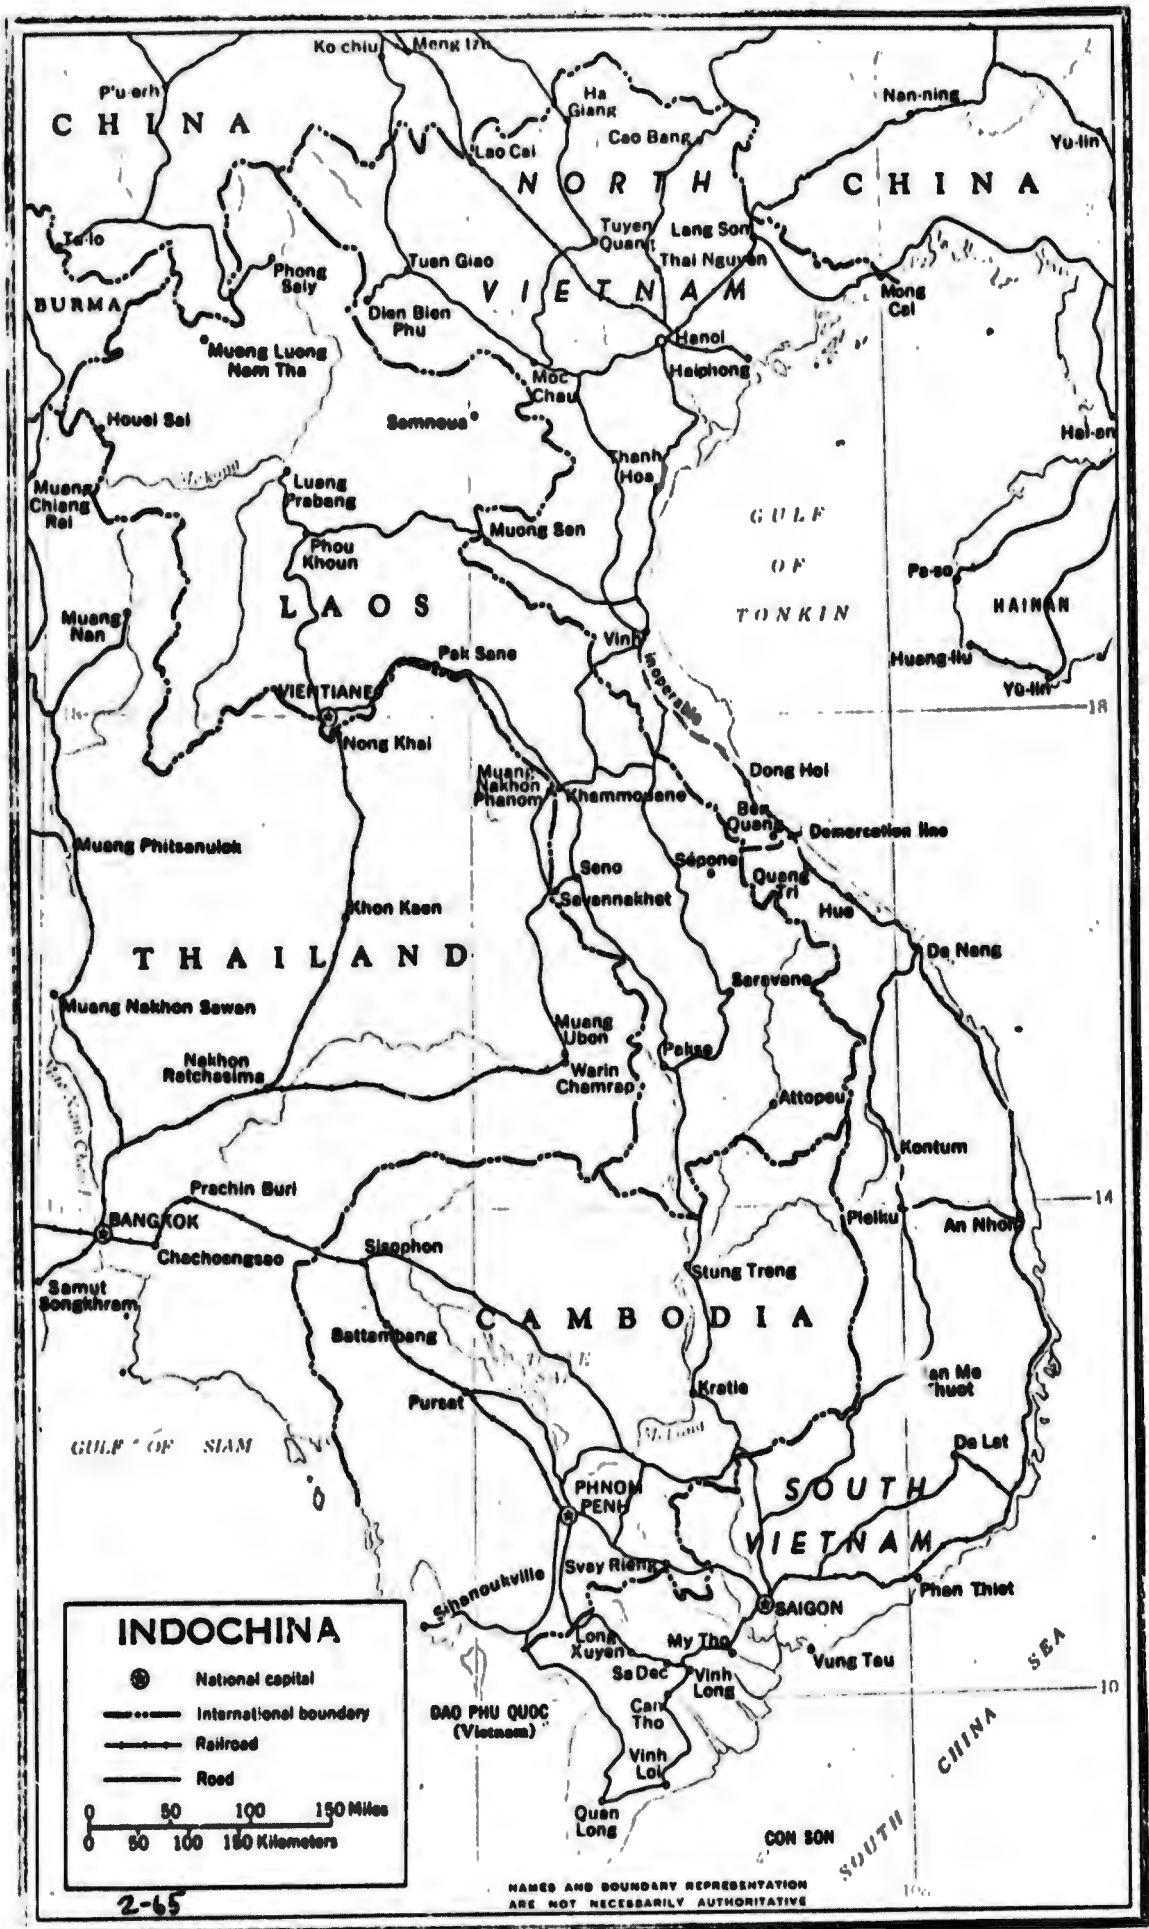 Ko chiu
Meng tzu
P'u-erh
Ha
Giang
Nan-ning
CHINA
Cao Bang
Yu-lin
Lao Cai
NORTH
CHINA
Tuyen
Quang
Lang Son
Ta-lo
Tuan Giao
Thai Nguyen
Phong
Saly
VIETNAM
Mong
Cai
BURMA
Dien Bien
Phu
Muong Luong
Nam Tha
Hanoi
Haiphong
Moc
Chau
Houei Sai
Samneua
Hai-an
Thanh
Hoa
Mekong
Muang
Chiang
Rai
Luang
Prabang
GULF
OF
TONKIN
Muong Sen
Phou
Khoun
Pa-so
HAINAN
LAOS
Muang
Nan
Vinh
Huang-liu
Pak Sane
Yü-lin
inoperable
VIENTIANE
18
Nong Khai
Dong Hoi
Muang
Nakhon
Phanom
Khammouane
Ben
Quang
Demarcation line
Muang Phitsanulok
Sépone
Seno
Quang
Tri
Savannakhet
Khon Kaen
Hue
THAILAND
Da Nang
Saravane
Muang Nakhon Sawan
Muang
Ubon
Pakse
Nakhon
Ratchasima
Warin
Chamrap
Attopeu
Kontum
Prachin Buri
14
BANGKOK
Pleiku
An Nhon
Chachoengsao
Sisophon
Stung Treng
Samut
Songkhram
CAMBODIA
Battambang
an Me
huot
Kratie
Pursat
Mekong
GULF OF SIAM
Da Lat
PHNOM
PENH
SOUTH
VIETNAM
Svay Rieng
Phan Thiet
Sihanoukville
SAIGON
Long
Xuyen
My Tho
Vung Tau
Sa Dec
Vinh
Long
10
DAO PHU QUOC
(Vietnam)
Can
Tho
Vinh
Loi
Quan
Long
CON SON
SOUTH CHINA SEA
INDOCHINA
National capital
International boundary
Railroad
Road
0 50 100 150 Miles
0 50 100 150 Kilometers
2-65
NAMES AND BOUNDARY REPRESENTATION
ARE NOT NECESSARILY AUTHORITATIVE